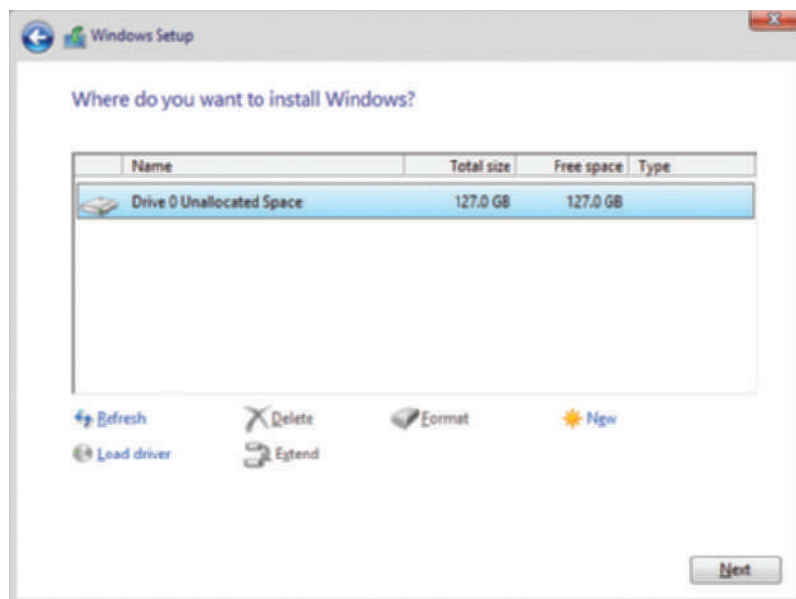 Windows Setup
Where do you want to install Windows?
Name Total size Free space Type
Drive 0 Unallocated Space 127.0 GB 127.0 GB
Refresh Delete Format New
Load driver Extend
Next